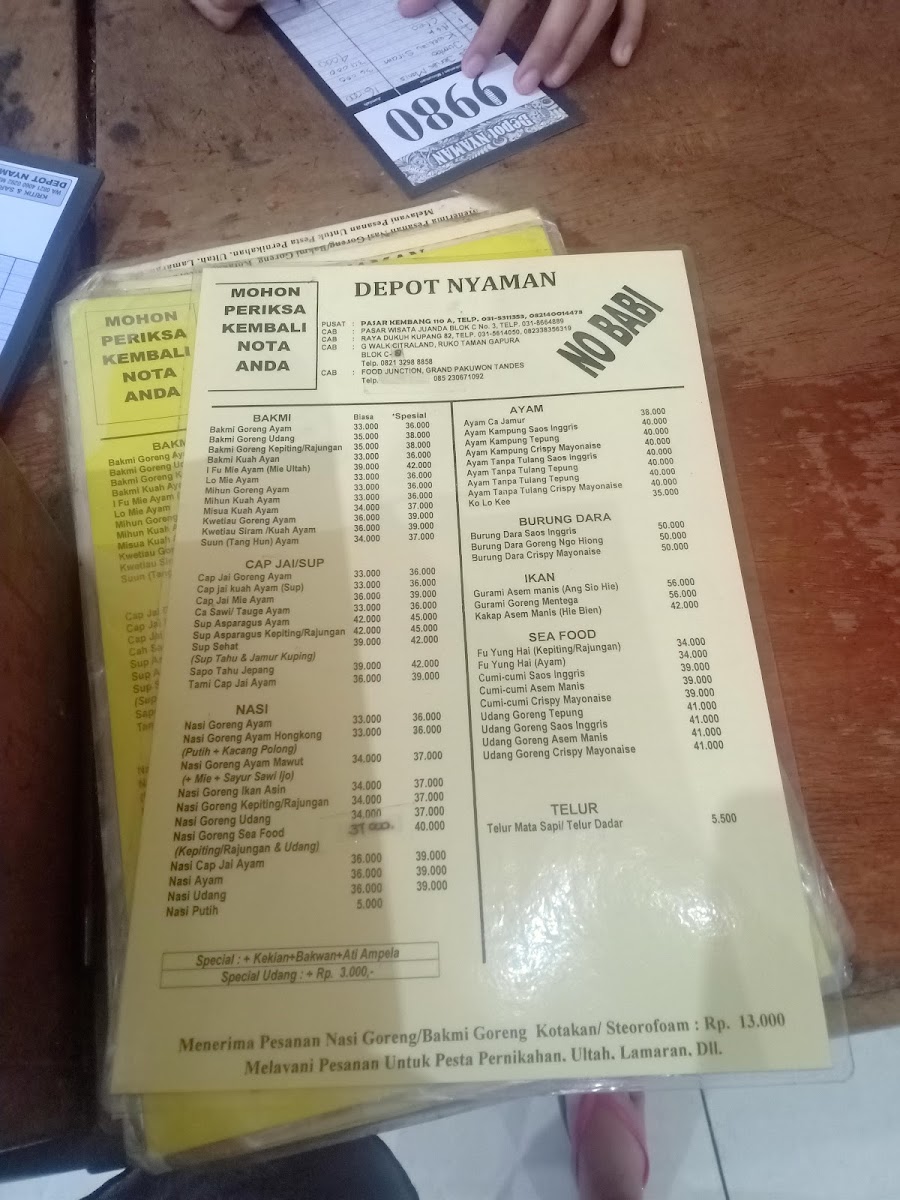 9980
Depot NYAMAN
DEPOT NYAM
Melayani Pesanan Untuk Pesta Pernikahan, Ultah, Lamara
MOHON
PERIKSA
KEMBALI
NOTA
ANDA
MOHON
PERIKSA
KEMBALI
NOTA
ANDA
DEPOT NYAMAN
PUSAT : PAJAR KEMBANG 110 A, TELP. 031-5311353, 082140014478
CAB : PASAR WISATA JUANDA BLOK C No. 3, TELP. 031-8664889
CAB : RAYA DUKUH KUPANG 82, TELP. 031-5614050, 082338356319
CAB : G WALK CITRALAND, RUKO TAMAN GAPURA
BLOK C-
Telp. 0821 3298 8858
CAB : FOOD JUNCTION, GRAND PAKUWON TANDES
Telp. 085 230671092
NO BABI
BAKMI Biasa *Spesial
Bakmi Goreng Ayam 33.000 36.000
Bakmi Goreng Udang 35.000 38.000
Bakmi Goreng Kepiting/Rajungan 35.000 38.000
Bakmi Kuah Ayan 33.000 36.000
I Fu Mie Ayam (Mie Ultah) 39.000 42.000
Lo Mie Ayam 33.000 36.000
Mihun Goreng Ayam 33.000 36.000
Mihun Kuah Ayam 33.000 36.000
Misua Kuah Ayam 34.000 37.000
Kwetiau Goreng Ayam 36.000 39.000
Kwetiau Siram /Kuah Ayam 36.000 39.000
Suun (Tang Hun) Ayam 34.000 37.000
CAP JAI/SUP
Cap Jai Goreng Ayam 33.000 36.000
Cap jai kuah Ayam (Sup) 33.000 36.000
Cap Jai Mie Ayam 36.000 39.000
Ca Sawi/ Tauge Ayam 33.000 36.000
Sup Asparagus Ayam 42.000 45.000
Sup Asparagus Kepiting/Rajungan 42.000 45.000
Sup Sehat 39.000 42.000
(Sup Tahu & Jamur Kuping)
Sapo Tahu Jepang 39.000 42.000
Tami Cap Jai Ayam 36.000 39.000
NASI
Nasi Goreng Ayam 33.000 36.000
Nasi Goreng Ayam Hongkong 33.000 36.000
(Putih + Kacang Polong)
Nasi Goreng Ayam Mawut 34.000 37.000
(+ Mie + Sayur Sawi Ijo)
Nasi Goreng Ikan Asin 34.000 37.000
Nasi Goreng Kepiting/Rajungan 34.000 37.000
Nasi Goreng Udang 34.000 37.000
Nasi Goreng Sea Food 40.000
(Kepiting/Rajungan & Udang)
Nasi Cap Jai Ayam 36.000 39.000
Nasi Ayam 36.000 39.000
Nasi Udang 36.000 39.000
Nasi Putih 5.000
Special : + Kekian+Bakwan+Ati Ampela
Special Udang : + Rp. 3.000,-
AYAM
Ayam Ca Jamur 38.000
Ayam Kampung Saos Inggris 40.000
Ayam Kampung Tepung 40.000
Ayam Kampung Crispy Mayonaise 40.000
Ayam Tanpa Tulang Saos Inggris 40.000
Ayam Tanpa Tulang Tepung 40.000
Ayam Tanpa Tulang Tepung 40.000
Ayam Tanpa Tulang Crispy Mayonaise 40.000
Ko Lo Kee 35.000
BURUNG DARA
Burung Dara Saos Inggris 50.000
Burung Dara Goreng Ngo Hiong 50.000
Burung Dara Crispy Mayonaise 50.000
IKAN
Gurami Asem manis (Ang Sio Hie) 56.000
Gurami Goreng Mentega 56.000
Kakap Asem Manis (Hie Bien) 42.000
SEA FOOD
Fu Yung Hai (Kepiting/Rajungan) 34.000
Fu Yung Hai (Ayam) 34.000
Cumi-cumi Saos Inggris 39.000
Cumi-cumi Asem Manis 39.000
Cumi-cumi Crispy Mayonaise 39.000
Udang Goreng Tepung 41.000
Udang Goreng Saos Inggris 41.000
Udang Goreng Asem Manis 41.000
Udang Goreng Crispy Mayonaise 41.000
TELUR
Telur Mata Sapi/ Telur Dadar 5.500
Menerima Pesanan Nasi Goreng/Bakmi Goreng Kotakan/ Steorofoam : Rp. 13.000
Melavani Pesanan Untuk Pesta Pernikahan. Ultah. Lamaran. Dll.